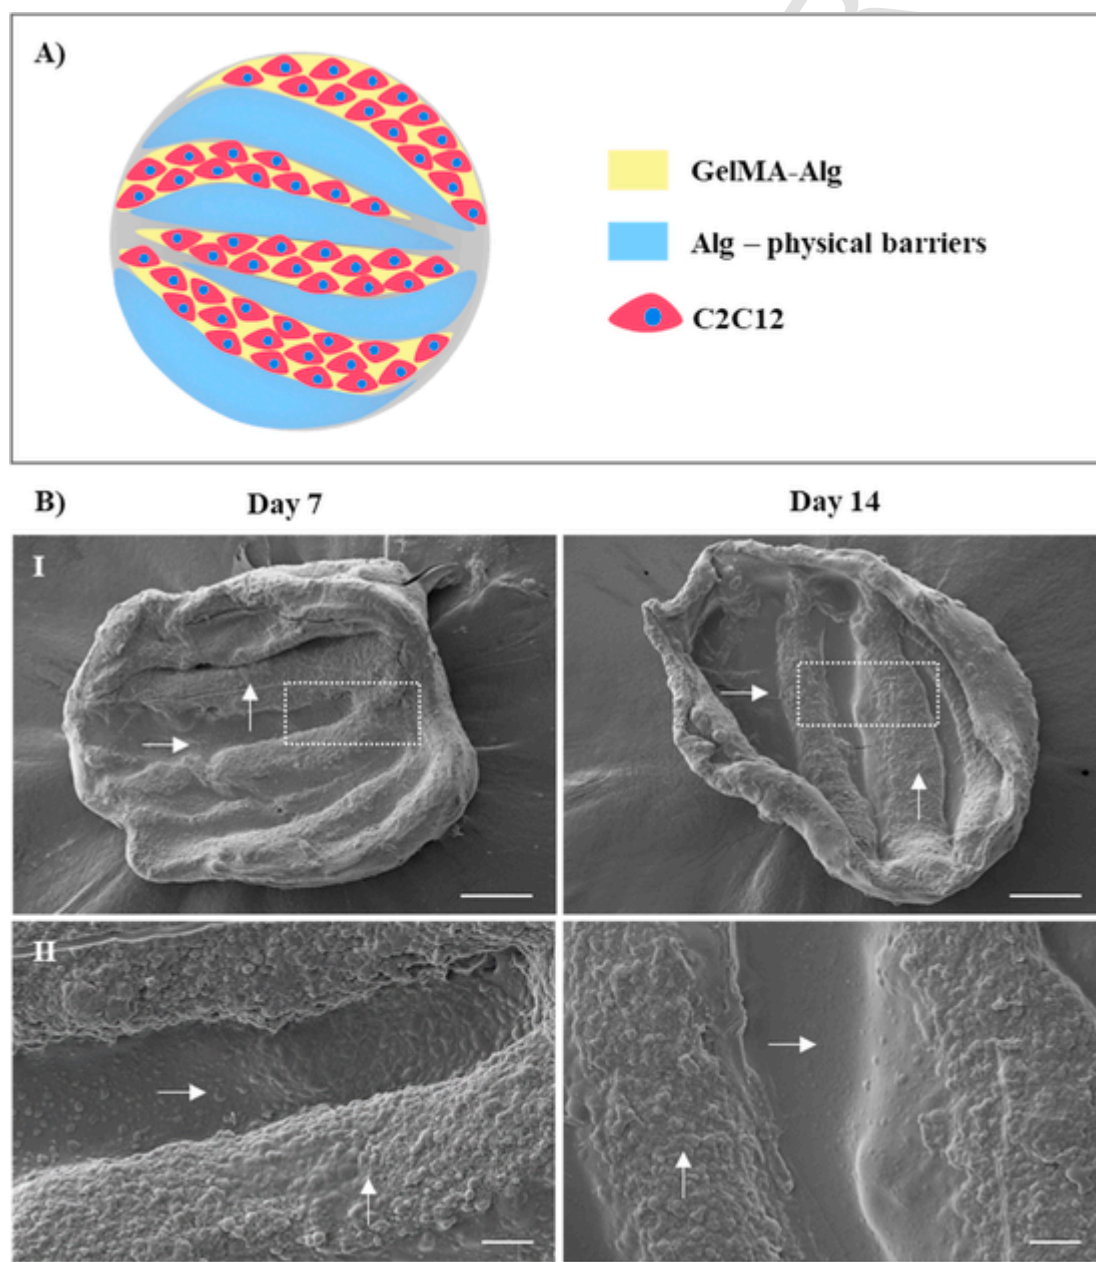 A)
GelMA-Alg
Alg – physical barriers
C2C12
B)
Day 7
Day 14
I
II